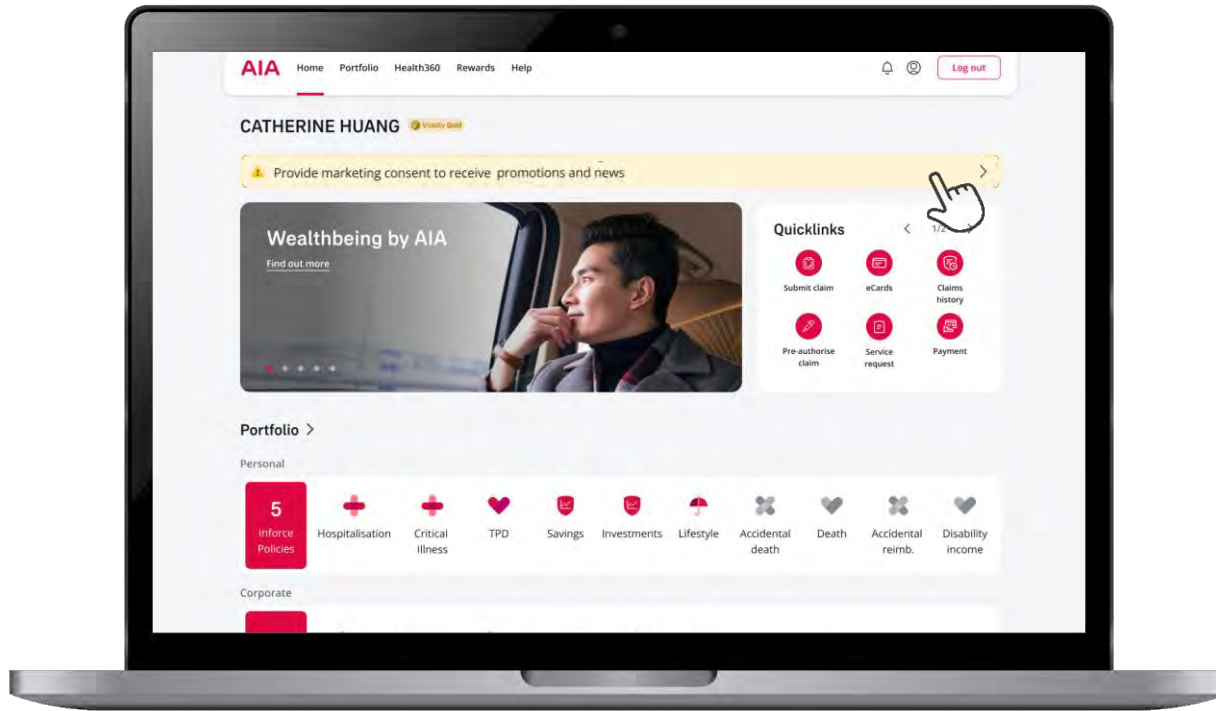 AIA Home Portfolio Health360 Rewards Help Log out
CATHERINE HUANG Vitality Gold
Provide marketing consent to receive promotions and news
Wealthbeing by AIA
Find out more
Quicklinks
1/2
Submit claim
eCards
Claims
history
Pre-authorise
claim
Service
request
Payment
Portfolio
Personal
5
Inforce
Policies
Hospitalisation
Critical
Illness
TPD
Savings
Investments
Lifestyle
Accidental
death
Death
Accidental
reimb.
Disability
income
Corporate